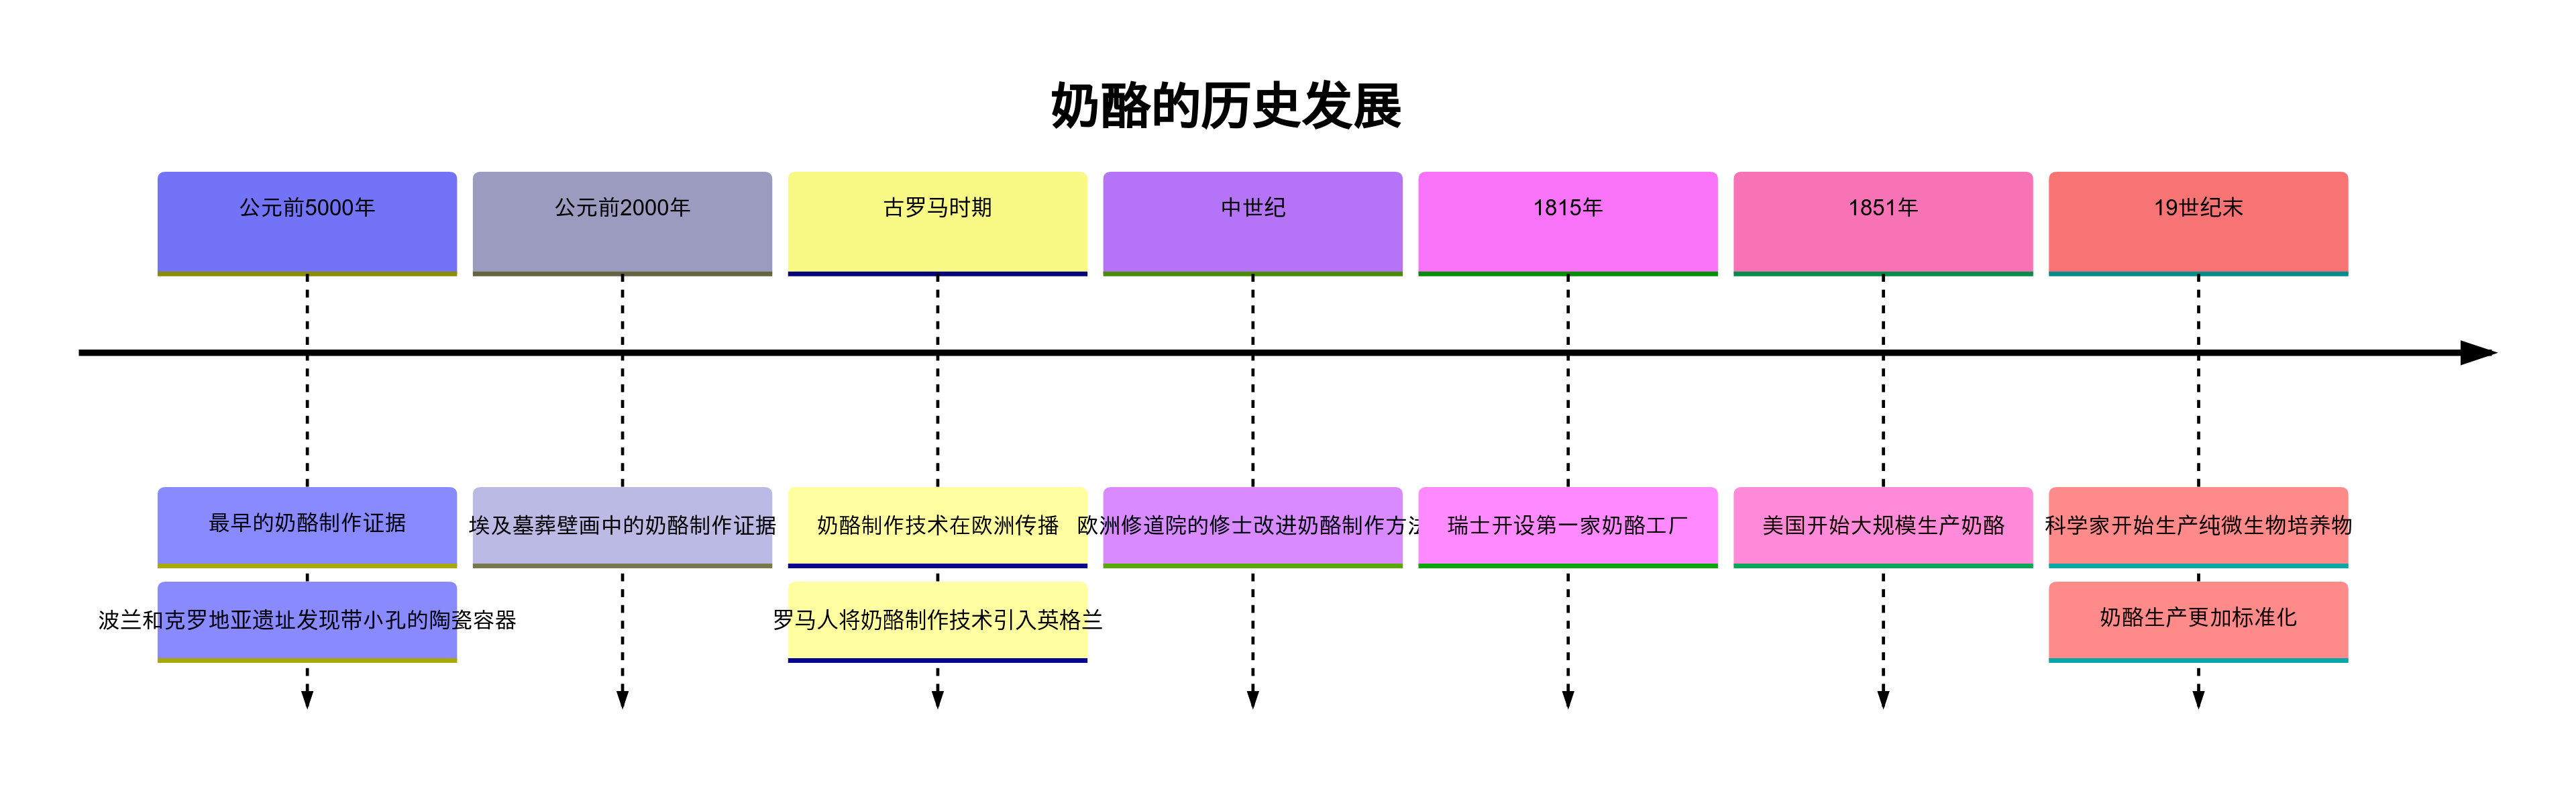 奶酪的历史发展
公元前5000年
公元前2000年
古罗马时期
中世纪
1815年
1851年
19世纪末
最早的奶酪制作证据
埃及墓葬壁画中的奶酪制作证据
奶酪制作技术在欧洲传播
欧洲修道院的修士改进奶酪制作方法
瑞士开设第一家奶酪工厂
美国开始大规模生产奶酪
科学家开始生产纯微生物培养物
波兰和克罗地亚遗址发现带小孔的陶瓷容器
罗马人将奶酪制作技术引入英格兰
奶酪生产更加标准化